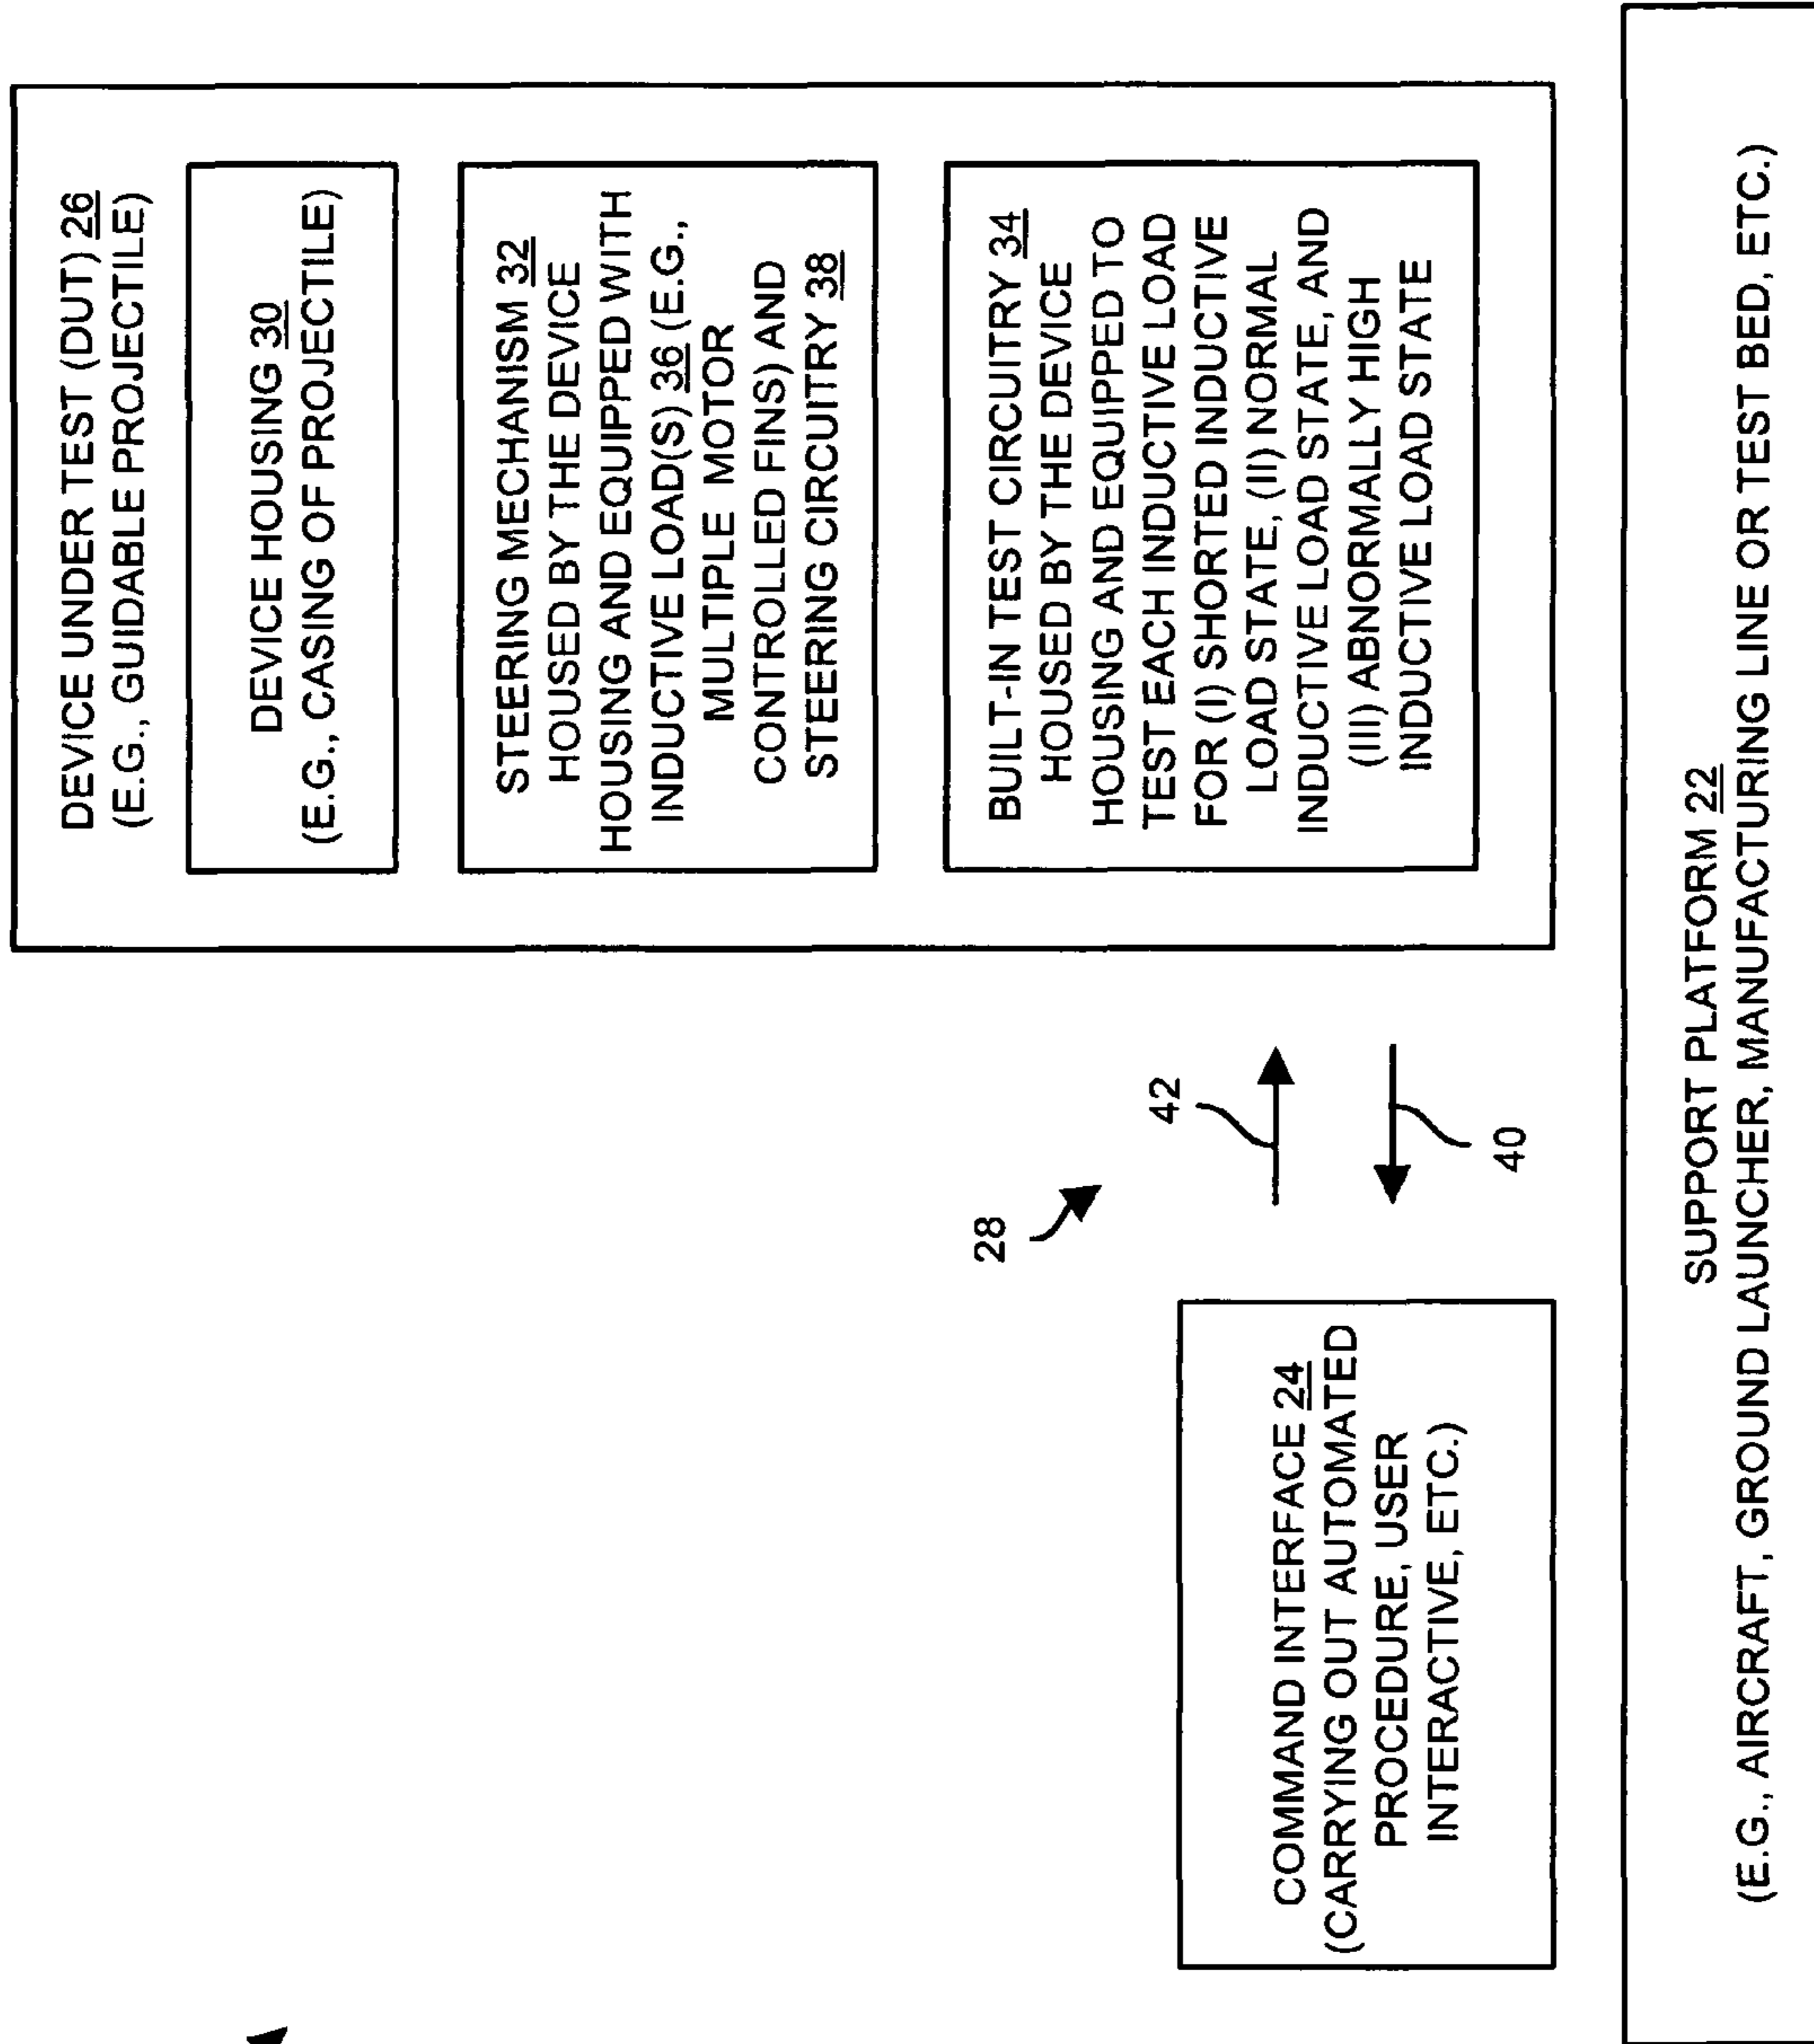 DEVICE UNDER TEST (DUT) 26
(E.G., GUIDABLE PROJECTILE)
DEVICE HOUSING 30
(E.G., CASING OF PROJECTILE)
STEERING MECHANISM 32
HOUSED BY THE DEVICE
HOUSING AND EQUIPPED WITH
INDUCTIVE LOAD(S) 36 (E.G.,
MULTIPLE MOTOR
CONTROLLED FINS) AND
STEERING CIRCUITRY 38
BUILT-IN TEST CIRCUITRY 34
HOUSED BY THE DEVICE
HOUSING AND EQUIPPED TO
TEST EACH INDUCTIVE LOAD
FOR (I) SHORTED INDUCTIVE
LOAD STATE, (II) NORMAL
INDUCTIVE LOAD STATE, AND
(III) ABNORMALLY HIGH
INDUCTIVE LOAD STATE
28
42
40
COMMAND INTERFACE 24
(CARRYING OUT AUTOMATED
PROCEDURE, USER
INTERACTIVE, ETC.)
SUPPORT PLATFORM 22
(E.G., AIRCRAFT, GROUND LAUNCHER, MANUFACTURING LINE OR TEST BED, ETC.)